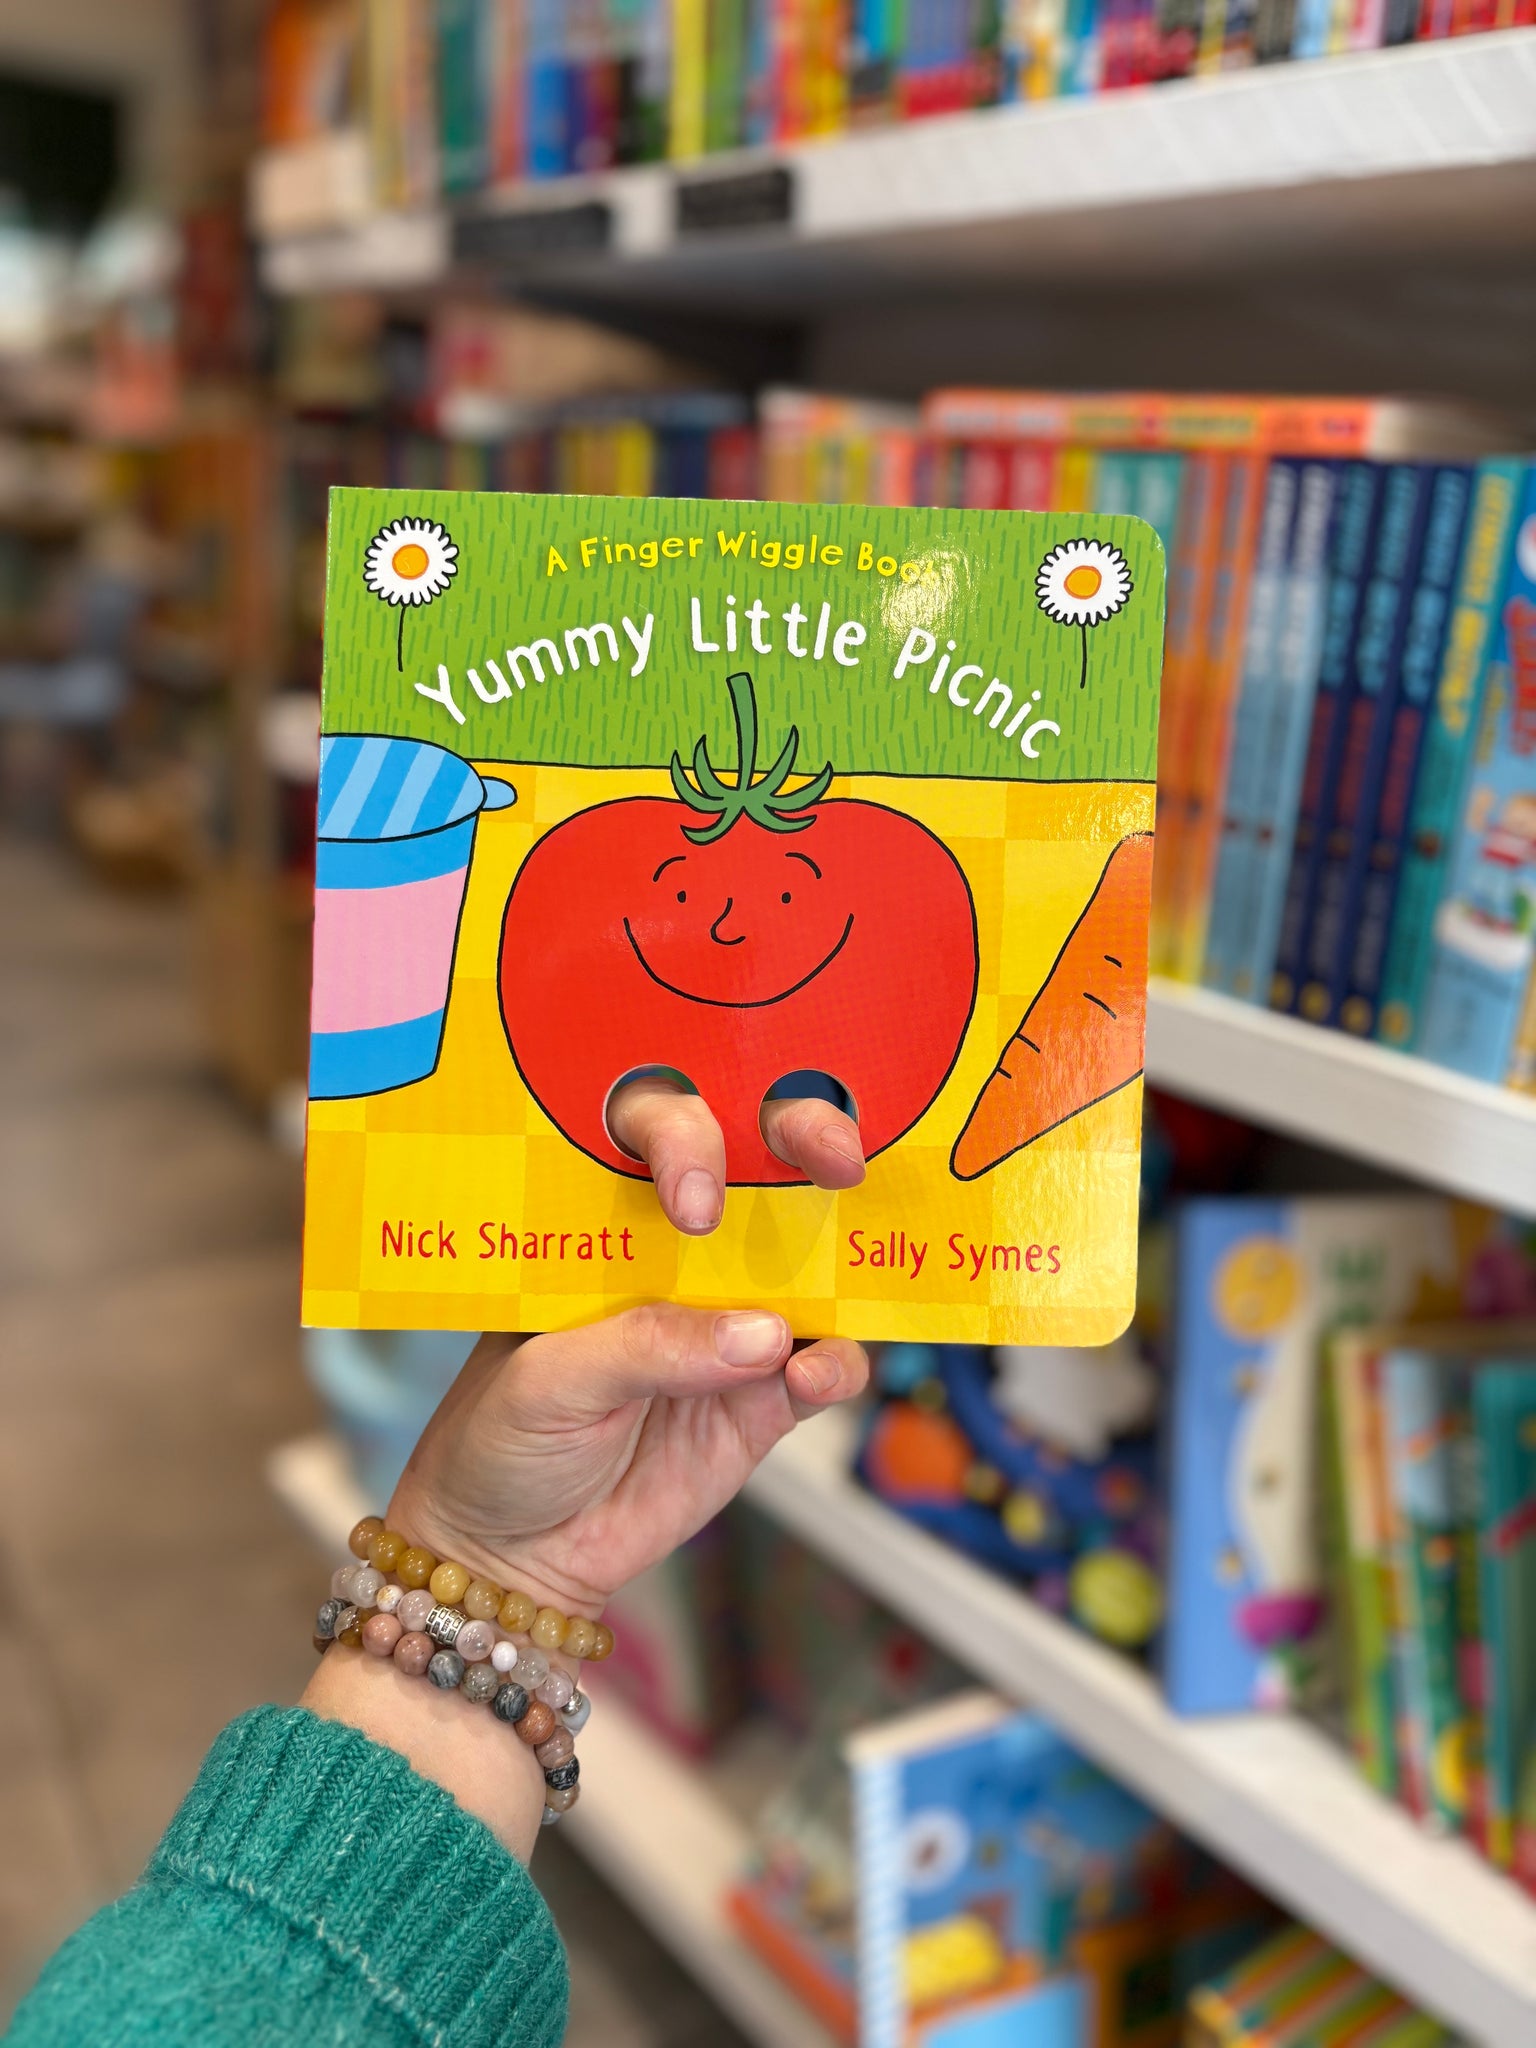 A Finger Wiggle Book
Yummy Little Picnic
Nick Sharratt
Sally Symes